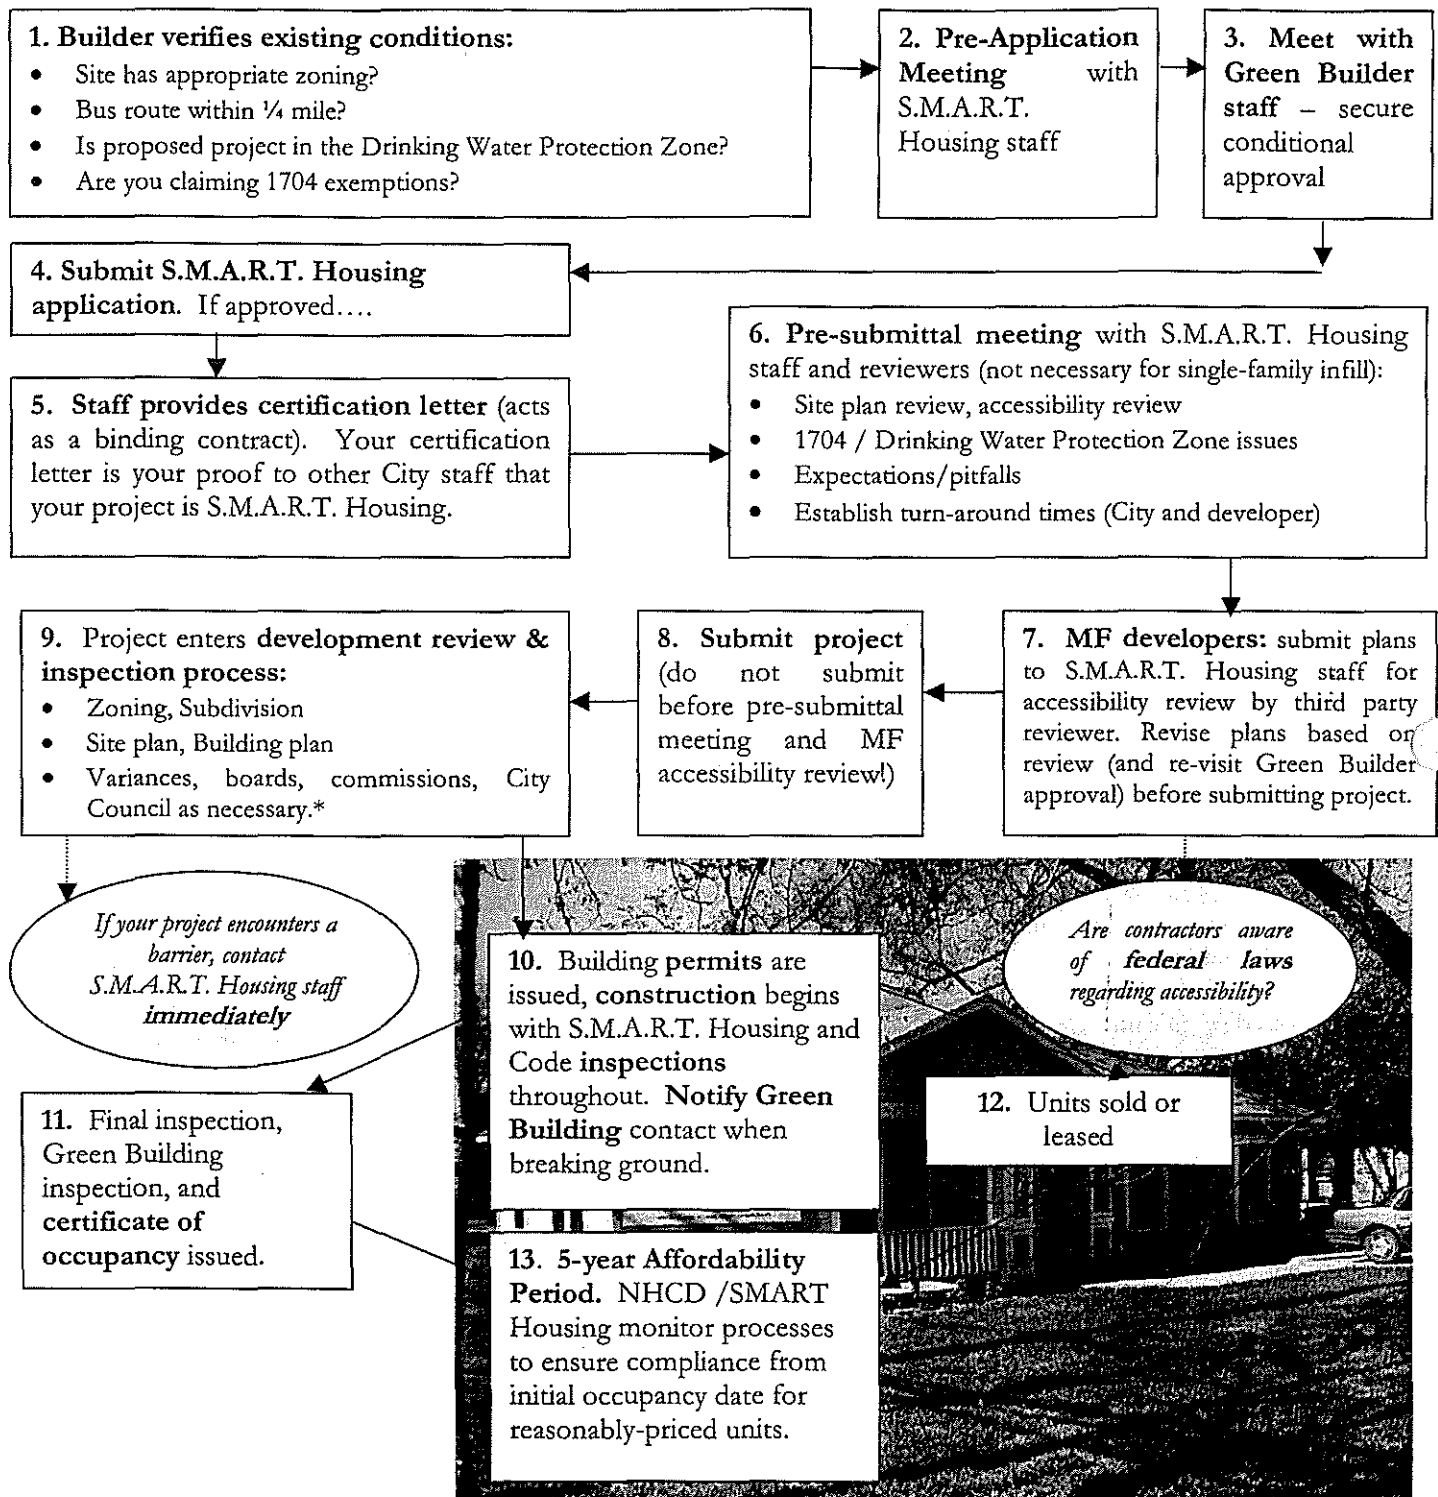 1. Builder verifies existing conditions:
• Site has appropriate zoning?
• Bus route within ¼ mile?
• Is proposed project in the Drinking Water Protection Zone?
• Are you claiming 1704 exemptions?
2. Pre-Application
Meeting with
S.M.A.R.T.
Housing staff
3. Meet with
Green Builder
staff – secure
conditional
approval
4. Submit S.M.A.R.T. Housing
application. If approved….
5. Staff provides certification letter (acts
as a binding contract). Your certification
letter is your proof to other City staff that
your project is S.M.A.R.T. Housing.
6. Pre-submittal meeting with S.M.A.R.T. Housing
staff and reviewers (not necessary for single-family infill):
• Site plan review, accessibility review
• 1704 / Drinking Water Protection Zone issues
• Expectations/pitfalls
• Establish turn-around times (City and developer)
7. MF developers: submit plans
to S.M.A.R.T. Housing staff for
accessibility review by third party
reviewer. Revise plans based on
review (and re-visit Green Builder
approval) before submitting project.
8. Submit project
(do not submit
before pre-submittal
meeting and MF
accessibility review!)
9. Project enters development review &
inspection process:
• Zoning, Subdivision
• Site plan, Building plan
• Variances, boards, commissions, City
Council as necessary.*
If your project encounters a
barrier, contact
S.M.A.R.T. Housing staff
immediately
Are contractors aware
of federal laws
regarding accessibility?
10. Building permits are
issued, construction begins
with S.M.A.R.T. Housing and
Code inspections
throughout. Notify Green
Building contact when
breaking ground.
11. Final inspection,
Green Building
inspection, and
certificate of
occupancy issued.
12. Units sold or
leased
13. 5-year Affordability
Period. NHCD /SMART
Housing monitor processes
to ensure compliance from
initial occupancy date for
reasonably-priced units.